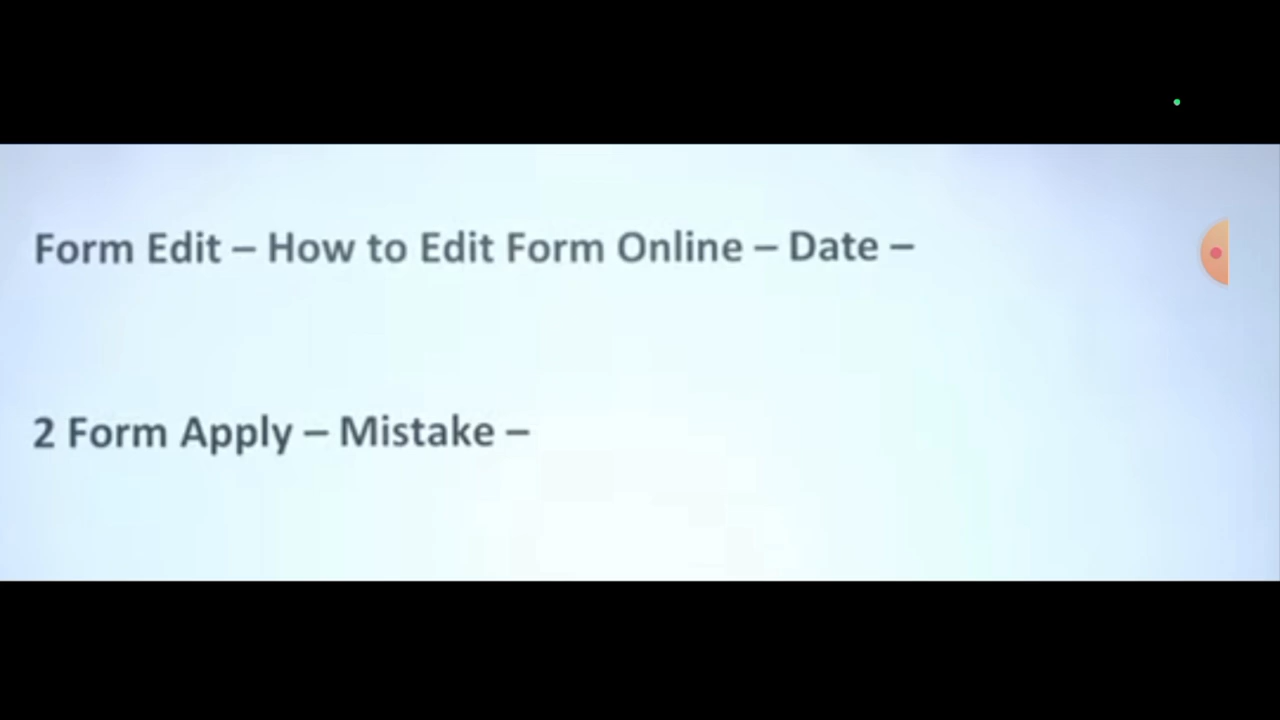 Form Edit – How to Edit Form Online – Date –
2 Form Apply – Mistake –